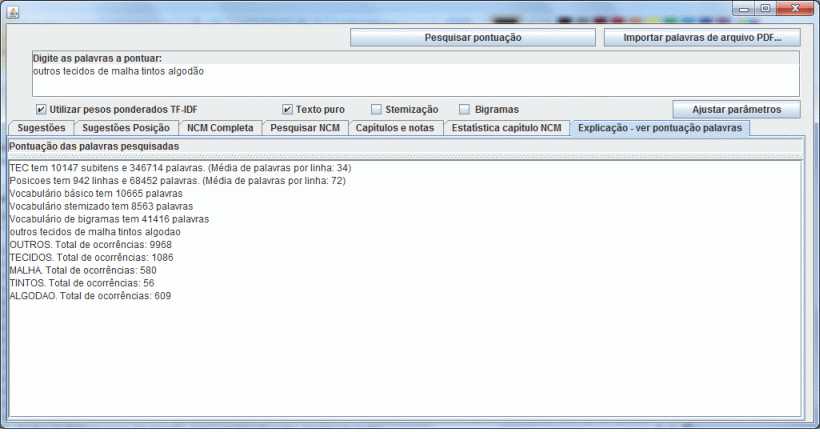 Pesquisar pontuação
Importar palavras de arquivo PDF...
Digite as palavras a pontuar:
outros tecidos de malha tintos algodão
Utilizar pesos ponderados TF-IDF
Texto puro
Stemização
Bigramas
Ajustar parâmetros
Sugestões
Sugestões Posição
NCM Completa
Pesquisar NCM
Capítulos e notas
Estatística capítulo NCM
Explicação - ver pontuação palavras
Pontuação das palavras pesquisadas
TEC tem 10147 subitens e 346714 palavras. (Média de palavras por linha: 34)
Posicoes tem 942 linhas e 68452 palavras. (Média de palavras por linha: 72)
Vocabulário básico tem 10665 palavras
Vocabulário stemizado tem 8563 palavras
Vocabulário de bigramas tem 41416 palavras
outros tecidos de malha tintos algodao
OUTROS. Total de ocorrências: 9968
TECIDOS. Total de ocorrências: 1086
MALHA. Total de ocorrências: 580
TINTOS. Total de ocorrências: 56
ALGODAO. Total de ocorrências: 609